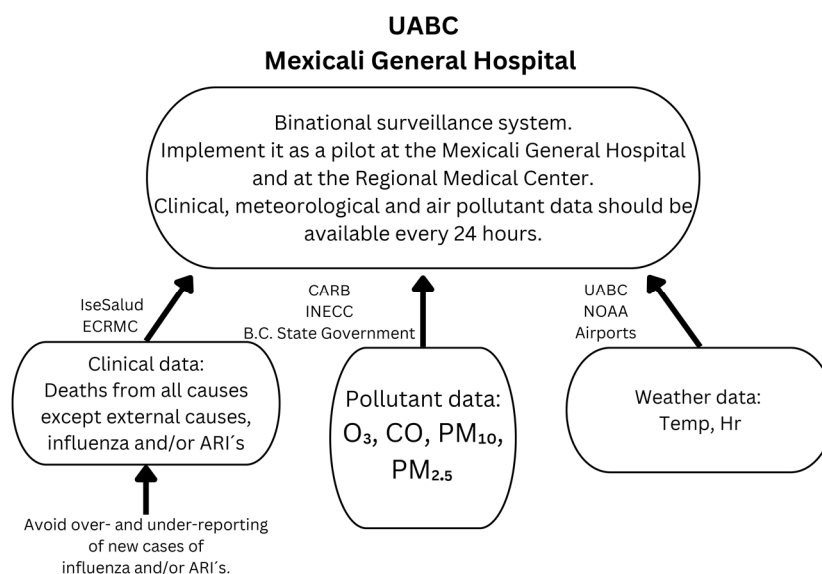 UABC
Mexicali General Hospital
Binational surveillance system.
Implement it as a pilot at the Mexicali General Hospital
and at the Regional Medical Center.
Clinical, meteorological and air pollutant data should be
available every 24 hours.
IseSalud
ECRMC
CARB
INECC
B.C. State Government
UABC
NOAA
Airports
Clinical data:
Deaths from all causes
except external causes,
influenza and/or ARI´s
Pollutant data:
O₃, CO, PM₁₀,
PM₂.₅
Weather data:
Temp, Hr
Avoid over- and under-reporting
of new cases of
influenza and/or ARI´s.